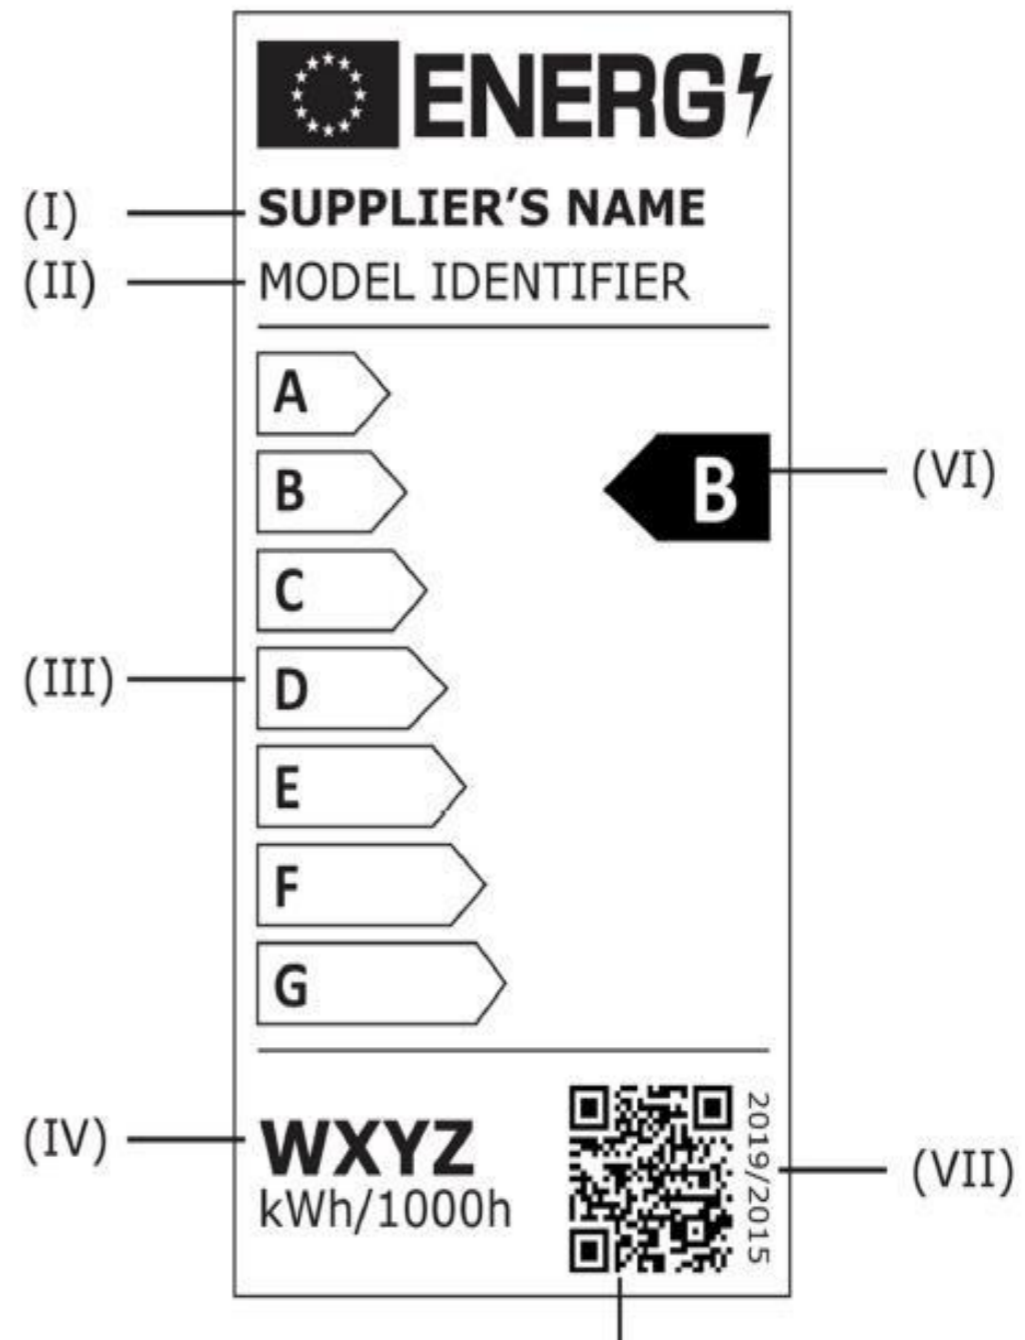 ENERG
(I) SUPPLIER'S NAME
(II) MODEL IDENTIFIER
A
B
B (VI)
C
(III) D
E
F
G
(IV) WXYZ
kWh/1000h
2019/2015 (VII)